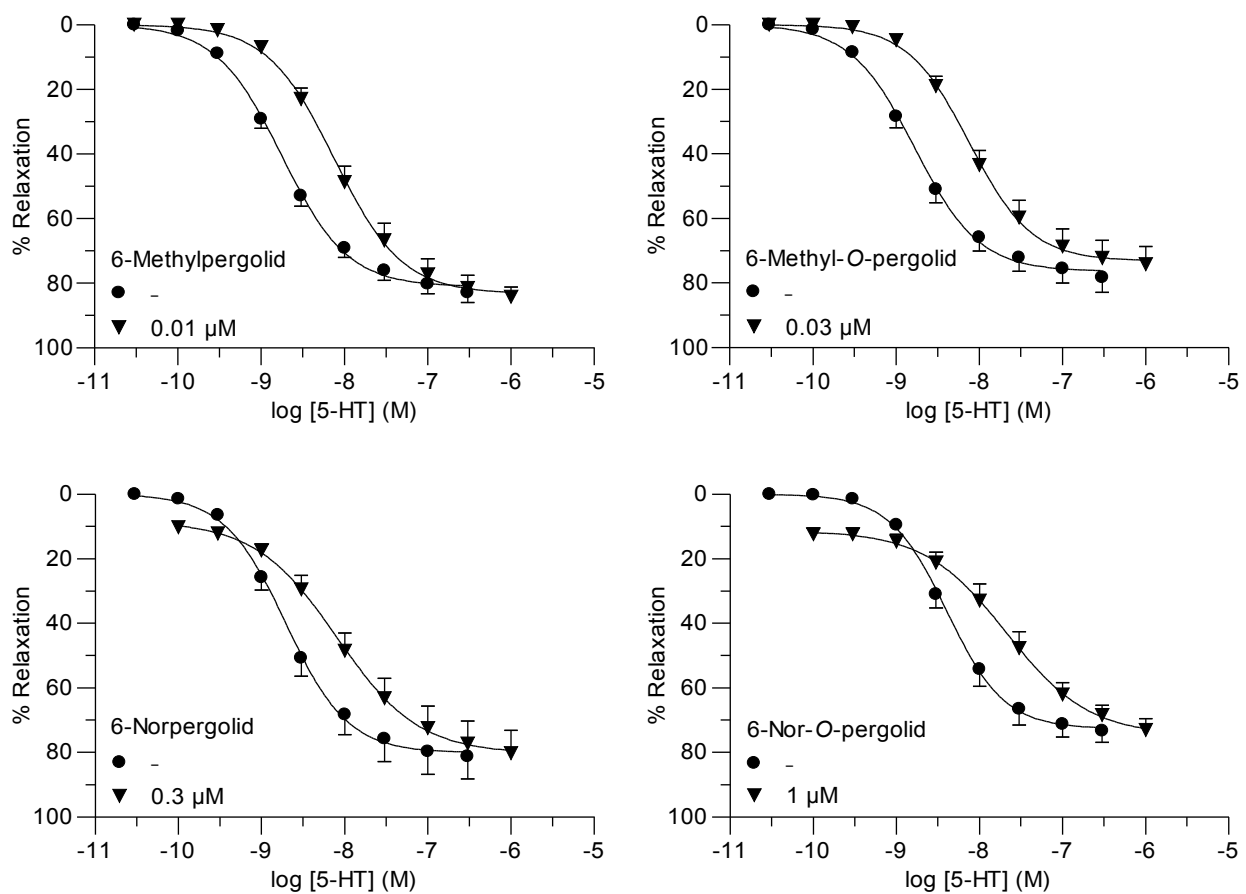 0
20
40
60
80
100
% Relaxation
6-Methylpergolid
–
0.01 µM
-11 -10 -9 -8 -7 -6 -5
log [5-HT] (M)
0
20
40
60
80
100
% Relaxation
6-Methyl-O-pergolid
–
0.03 µM
-11 -10 -9 -8 -7 -6 -5
log [5-HT] (M)
0
20
40
60
80
100
% Relaxation
6-Norpergolid
–
0.3 µM
-11 -10 -9 -8 -7 -6 -5
log [5-HT] (M)
0
20
40
60
80
100
% Relaxation
6-Nor-O-pergolid
–
1 µM
-11 -10 -9 -8 -7 -6 -5
log [5-HT] (M)